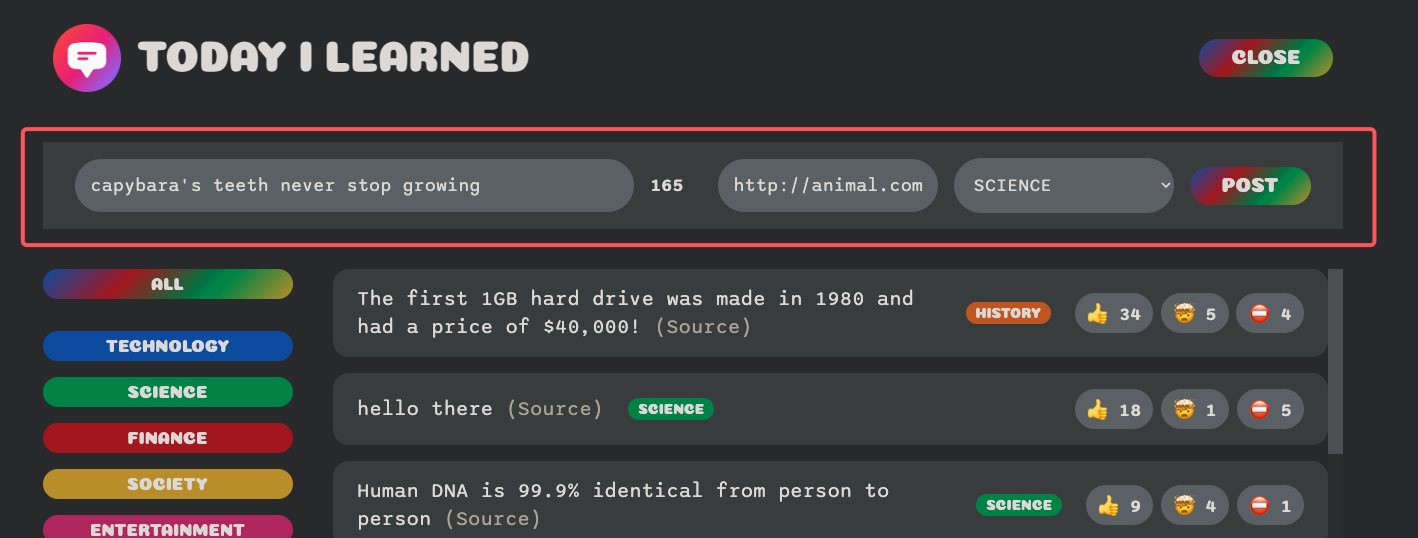 TODAY I LEARNED
CLOSE
capybara's teeth never stop growing 165 http://animal.com SCIENCE POST
ALL
TECHNOLOGY
SCIENCE
FINANCE
SOCIETY
ENTERTAINMENT
The first 1GB hard drive was made in 1980 and
had a price of $40,000! (Source)
HISTORY
34 5 4
hello there (Source) SCIENCE 18 1 5
Human DNA is 99.9% identical from person to
person (Source)
SCIENCE
9 4 1